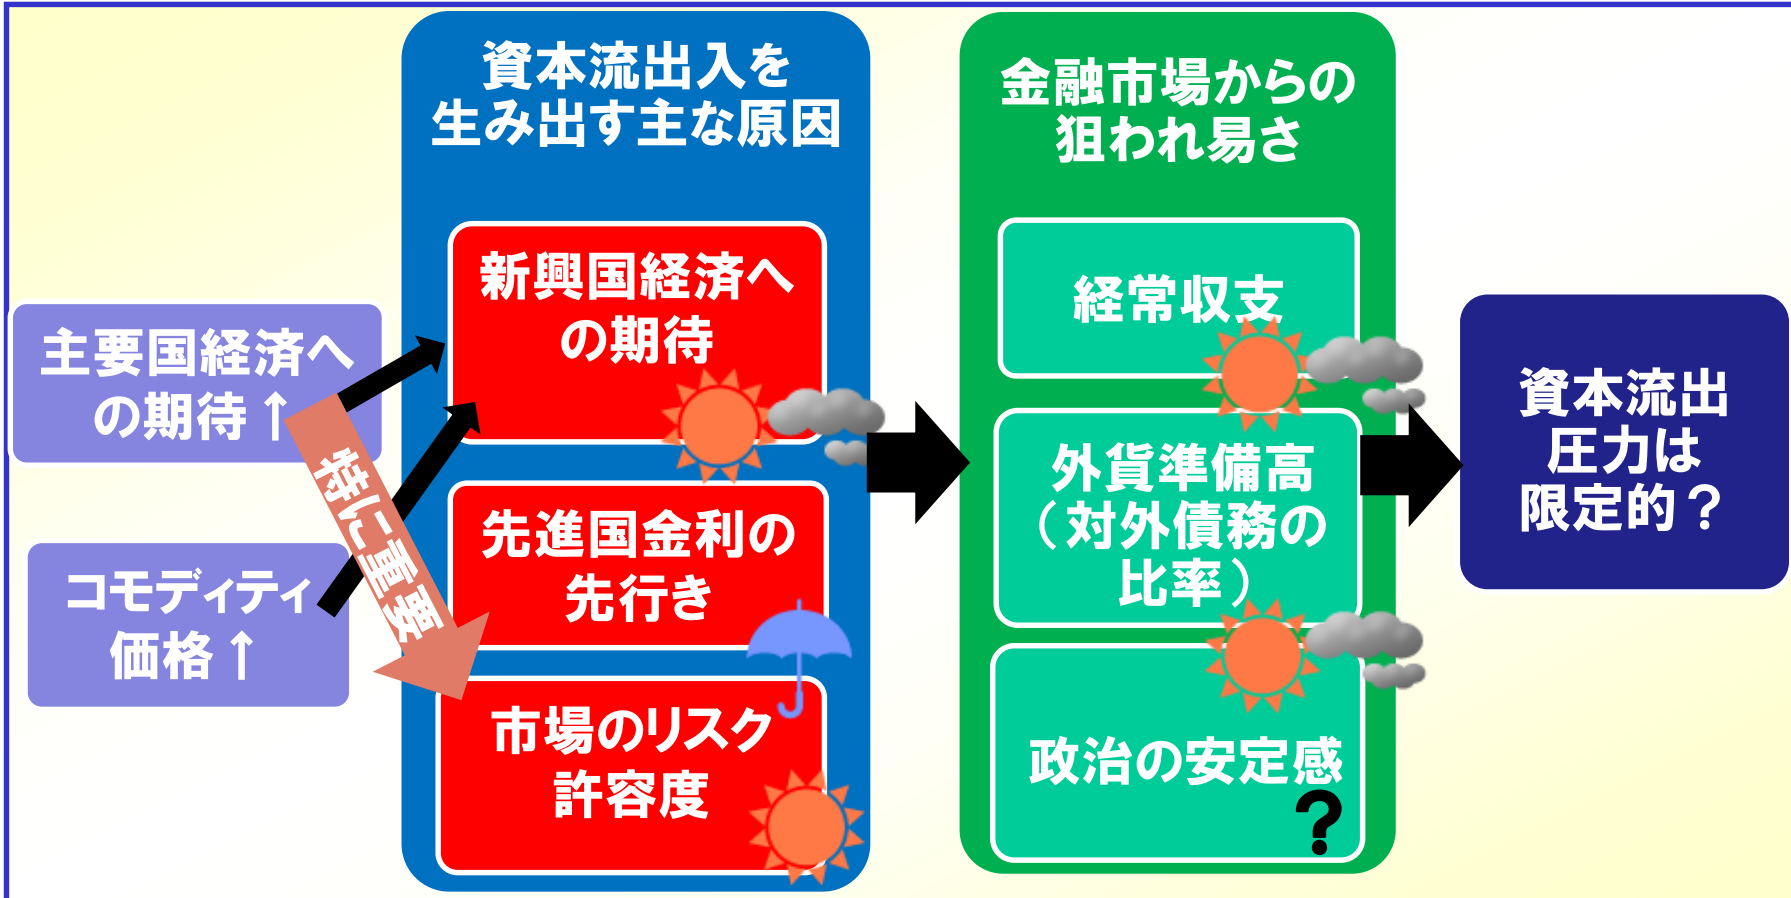 主要国経済へ
の期待↑
コモディティ
価格↑
特に重要
資本流出入を
生み出す主な原因
新興国経済へ
の期待
先進国金利の
先行き
市場のリスク
許容度
金融市場からの
狙われ易さ
経常収支
外貨準備高
（対外債務の
比率）
政治の安定感
?
資本流出
圧力は
限定的？